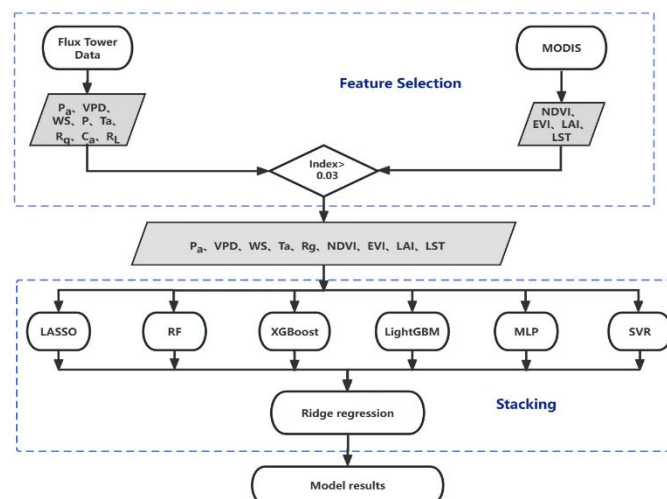 Flux Tower
Data
MODIS
Feature Selection
Pa、VPD、
WS、P、Ta、
Rg、Ca、RL
NDVI、
EVI、LAI、
LST
Index>
0.03
Pa、VPD、WS、Ta、Rg、NDVI、EVI、LAI、LST
LASSO
RF
XGBoost
LightGBM
MLP
SVR
Ridge regression
Stacking
Model results